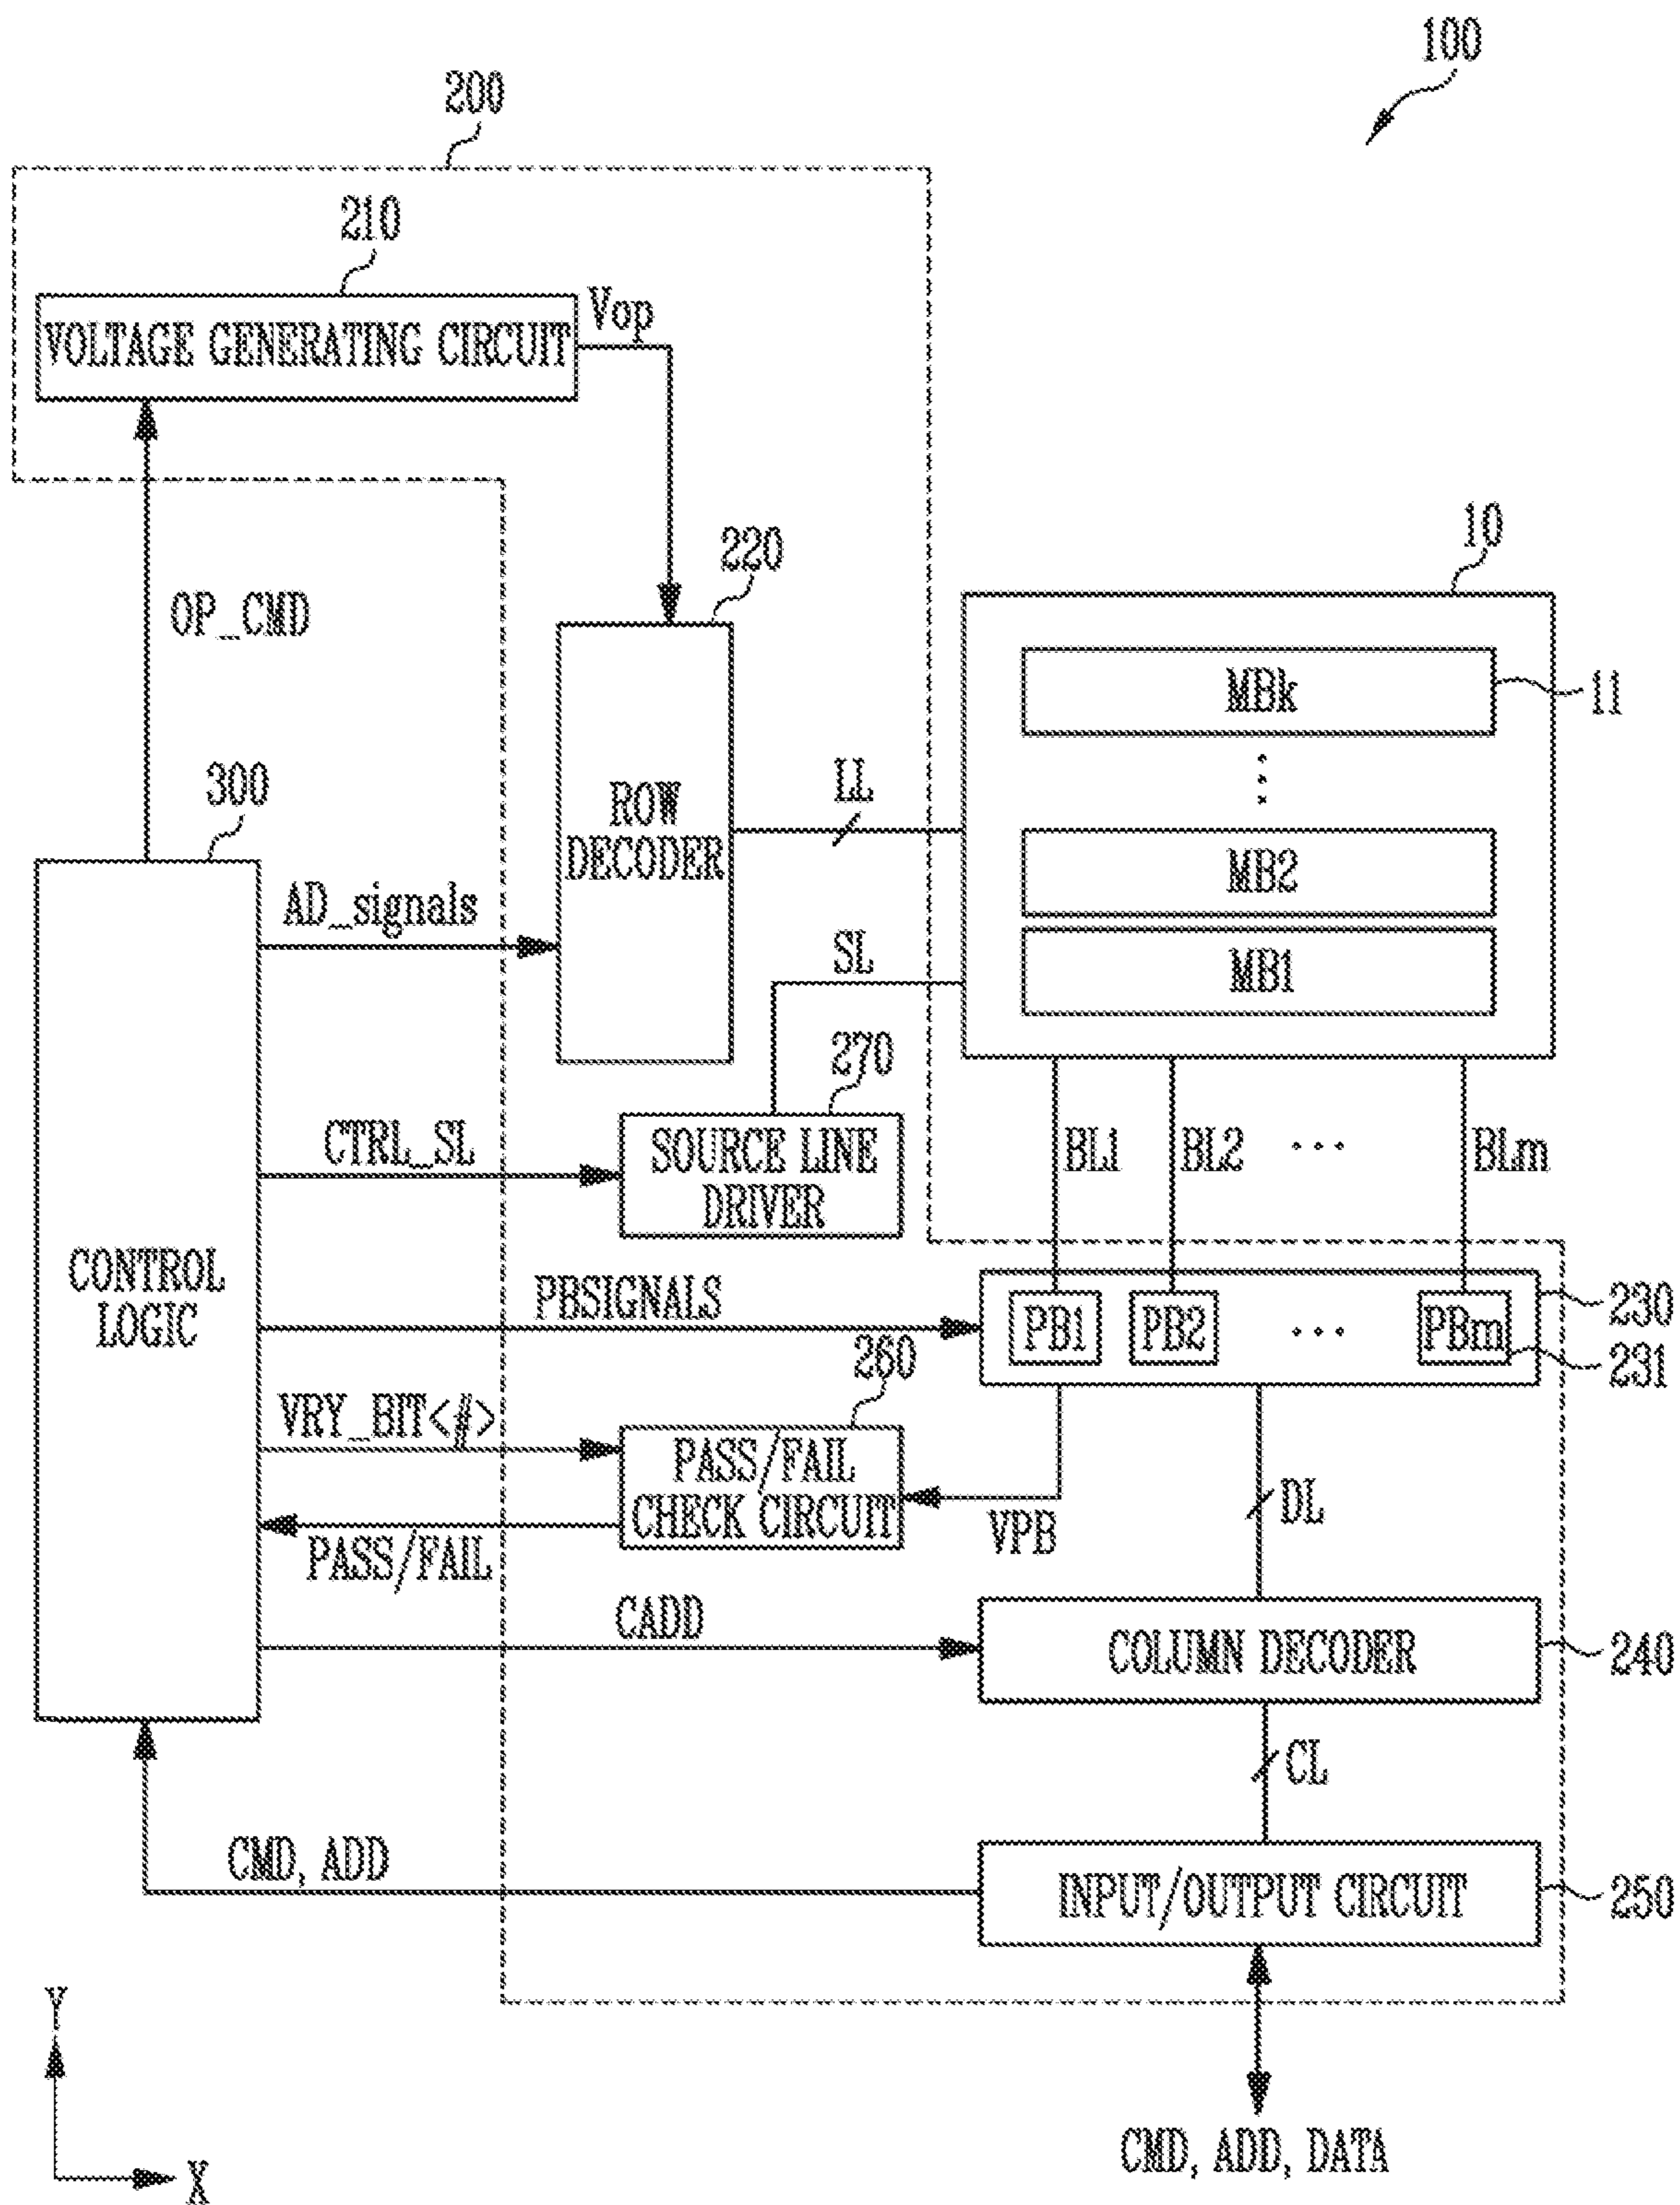 100
200
210
VOLTAGE GENERATING CIRCUIT
Vop
OP_CMD
220
10
MBk
11
300
ROW
DECODER
LL
MB2
AD_signals
SL
MB1
270
CTRL_SL
SOURCE LINE
DRIVER
BL1
BL2
...
BLm
CONTROL
LOGIC
PBSIGNALS
PB1
PB2
...
PBm
230
231
260
VRY_BIT<#>
PASS/FAIL
CHECK CIRCUIT
VPB
DL
PASS/FAIL
CADD
COLUMN DECODER
240
CL
CMD, ADD
INPUT/OUTPUT CIRCUIT
250
Y
X
CMD, ADD, DATA